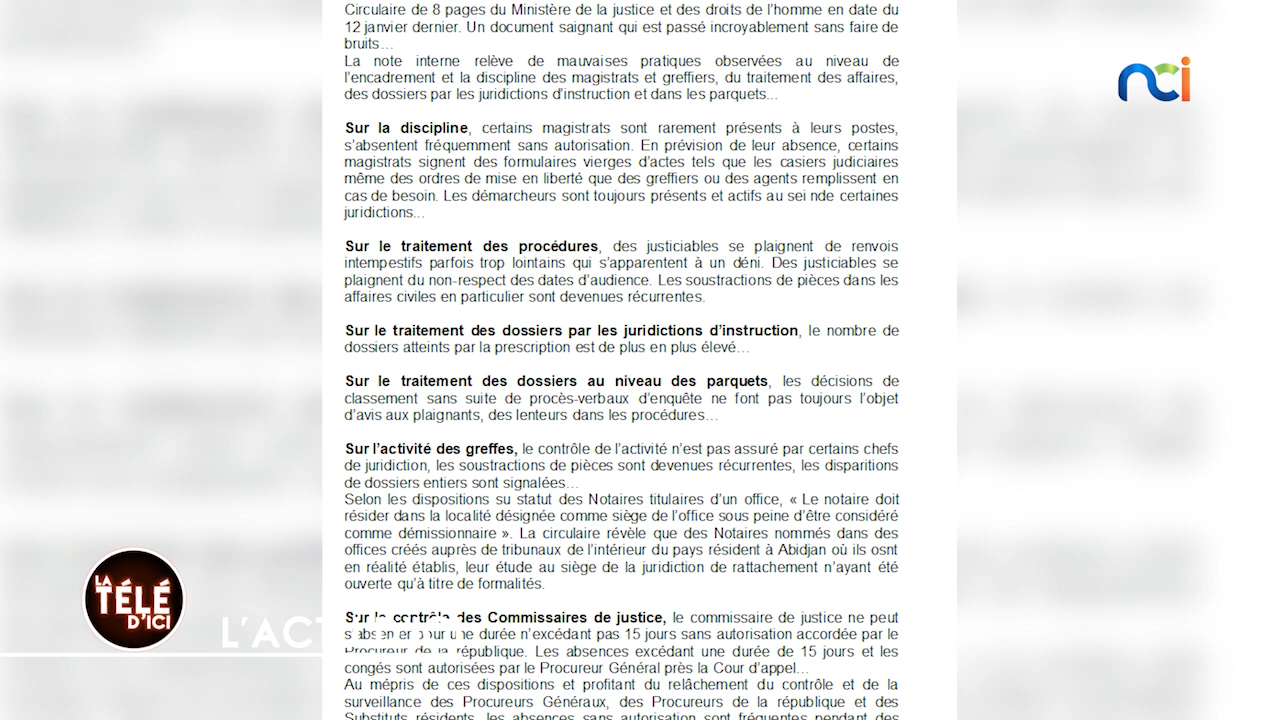 Circulaire de 8 pages du Ministère de la justice et des droits de l'homme en date du
12 janvier dernier. Un document saignant qui est passé incroyablement sans faire de
bruits…
La note interne relève de mauvaises pratiques observées au niveau de
l'encadrement et la discipline des magistrats et greffiers, du traitement des affaires,
des dossiers par les juridictions d'instruction et dans les parquets...
nci
Sur la discipline, certains magistrats sont rarement présents à leurs postes,
s'absentent fréquemment sans autorisation. En prévision de leur absence, certains
magistrats signent des formulaires vierges d'actes tels que les casiers judiciaires
même des ordres de mise en liberté que des greffiers ou des agents remplissent en
cas de besoin. Les démarcheurs sont toujours présents et actifs au sei nde certaines
juridictions...
Sur le traitement des procédures, des justiciables se plaignent de renvois
intempestifs parfois trop lointains qui s'apparentent à un déni. Des justiciables se
plaignent du non-respect des dates d'audience. Les soustractions de pièces dans les
affaires civiles en particulier sont devenues récurrentes.
Sur le traitement des dossiers par les juridictions d'instruction, le nombre de
dossiers atteints par la prescription est de plus en plus élevé…
Sur le traitement des dossiers au niveau des parquets, les décisions de
classement sans suite de procès-verbaux d'enquête ne font pas toujours l'objet
d'avis aux plaignants, des lenteurs dans les procédures…
Sur l'activité des greffes, le contrôle de l'activité n'est pas assuré par certains chefs
de juridiction, les soustractions de pièces sont devenues récurrentes, les disparitions
de dossiers entiers sont signalées…
Selon les dispositions su statut des Notaires titulaires d'un office, « Le notaire doit
résider dans la localité désignée comme siège de l'office sous peine d'être considéré
comme démissionnaire ». La circulaire révèle que des Notaires nommés dans des
offices créés auprès de tribunaux de l'intérieur du pays résident à Abidjan où ils osnt
en réalité établis, leur étude au siège de la juridiction de rattachement n'ayant été
ouverte qu'à titre de formalités.
Sur le contrôle des Commissaires de justice, le commissaire de justice ne peut
s'absenter pour une durée n'excédant pas 15 jours sans autorisation accordée par le
Procureur de la république. Les absences excédant une durée de 15 jours et les
congés sont autorisées par le Procureur Général près la Cour d'appel…
Au mépris de ces dispositions et profitant du relâchement du contrôle et de la
surveillance des Procureurs Généraux, des Procureurs de la république et des
Substituts résidents, les absences sans autorisation sont fréquentes pendant des
LA
TÉLÉ
D'ICI
L'ACT